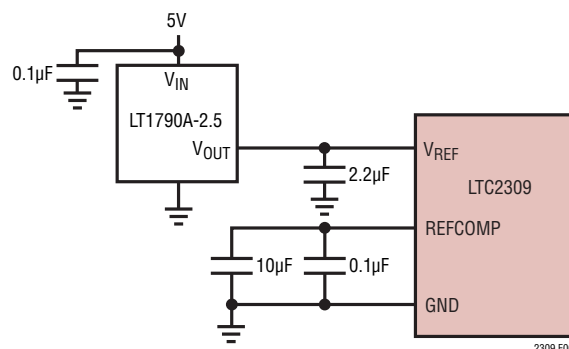 5V
0.1µF
VIN
LT1790A-2.5
VOUT
VREF
2.2µF
LTC2309
REFCOMP
10µF
0.1µF
GND